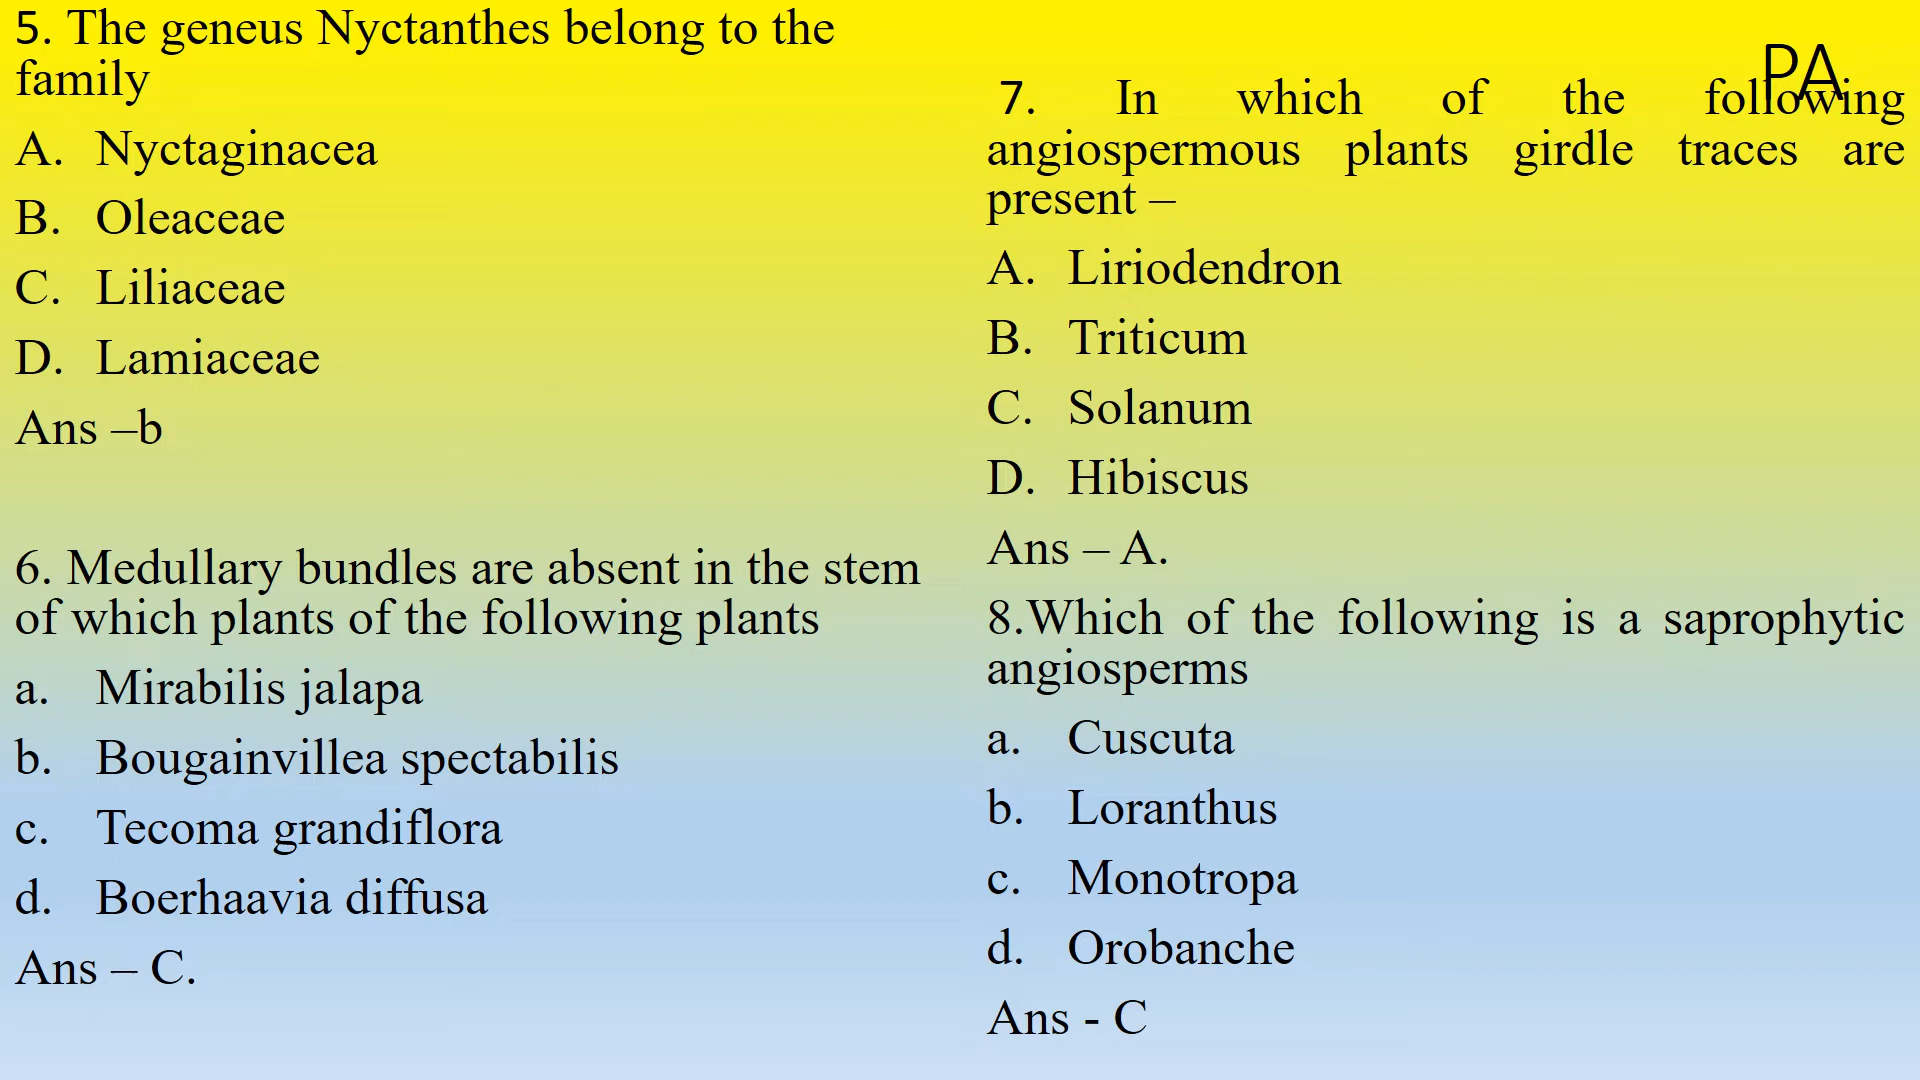 5. The geneus Nyctanthes belong to the
family
A. Nyctaginacea
B. Oleaceae
C. Liliaceae
D. Lamiaceae
Ans –b
6. Medullary bundles are absent in the stem
of which plants of the following plants
a. Mirabilis jalapa
b. Bougainvillea spectabilis
c. Tecoma grandiflora
d. Boerhaavia diffusa
Ans – C.
PA
7. In which of the following
angiospermous plants girdle traces are
present –
A. Liriodendron
B. Triticum
C. Solanum
D. Hibiscus
Ans – A.
8.Which of the following is a saprophytic
angiosperms
a. Cuscuta
b. Loranthus
c. Monotropa
d. Orobanche
Ans - C